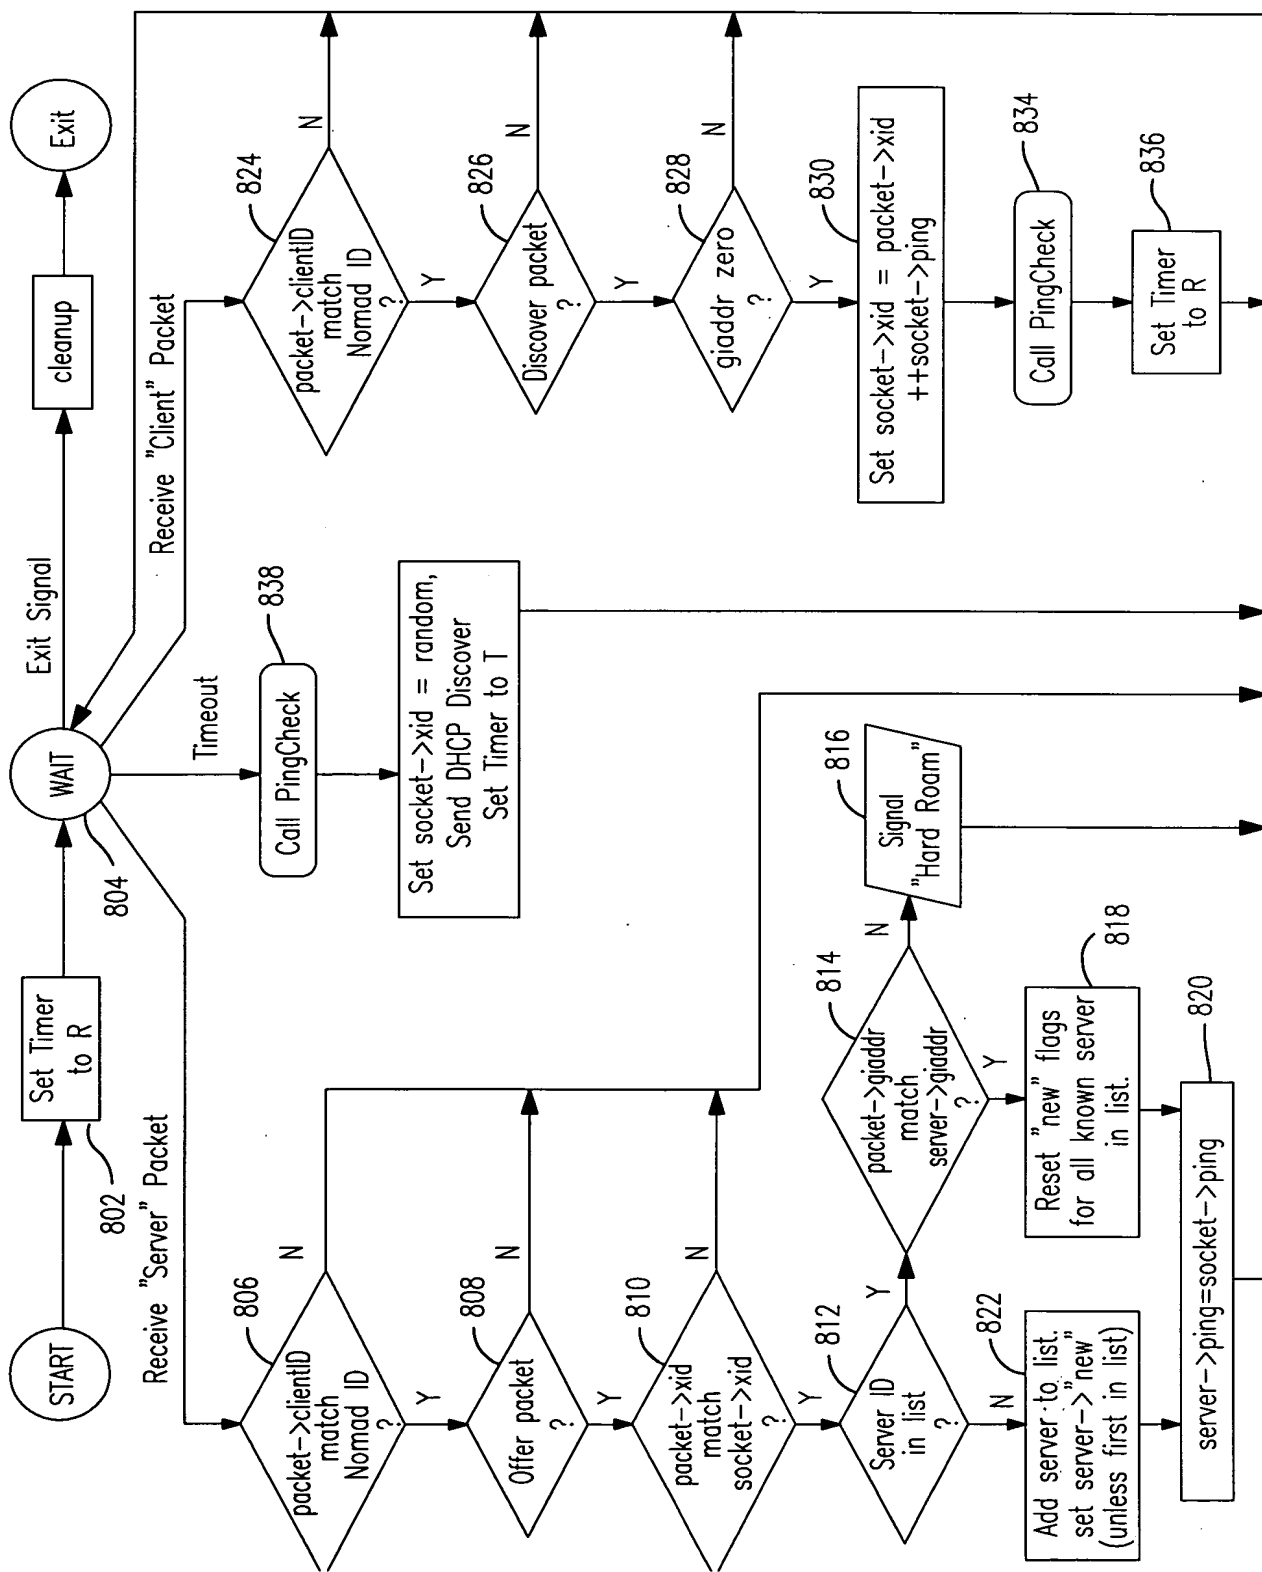 START
802
Set Timer
to R
804
WAIT
Exit Signal
cleanup
Exit
Receive "Server" Packet
Timeout
Receive "Client" Packet
806
packet->clientID
match
Nomad ID
?
N
Y
808
Offer packet
?
N
Y
810
packet->xid
match
socket->xid
?
N
Y
812
Server ID
in list
?
Y
N
814
packet->giaddr
match
server->giaddr
?
N
Y
816
Signal
"Hard Roam"
822
Add server to list.
set server->"new"
(unless first in list)
818
Reset "new" flags
for all known server
in list.
820
server->ping=socket->ping
838
Call PingCheck
Set socket->xid = random,
Send DHCP Discover
Set Timer to T
824
packet->clientID
match
Nomad ID
?
N
Y
826
Discover packet
?
N
Y
828
giaddr zero
?
N
Y
830
Set socket->xid = packet->xid
++socket->ping
834
Call PingCheck
836
Set Timer
to R